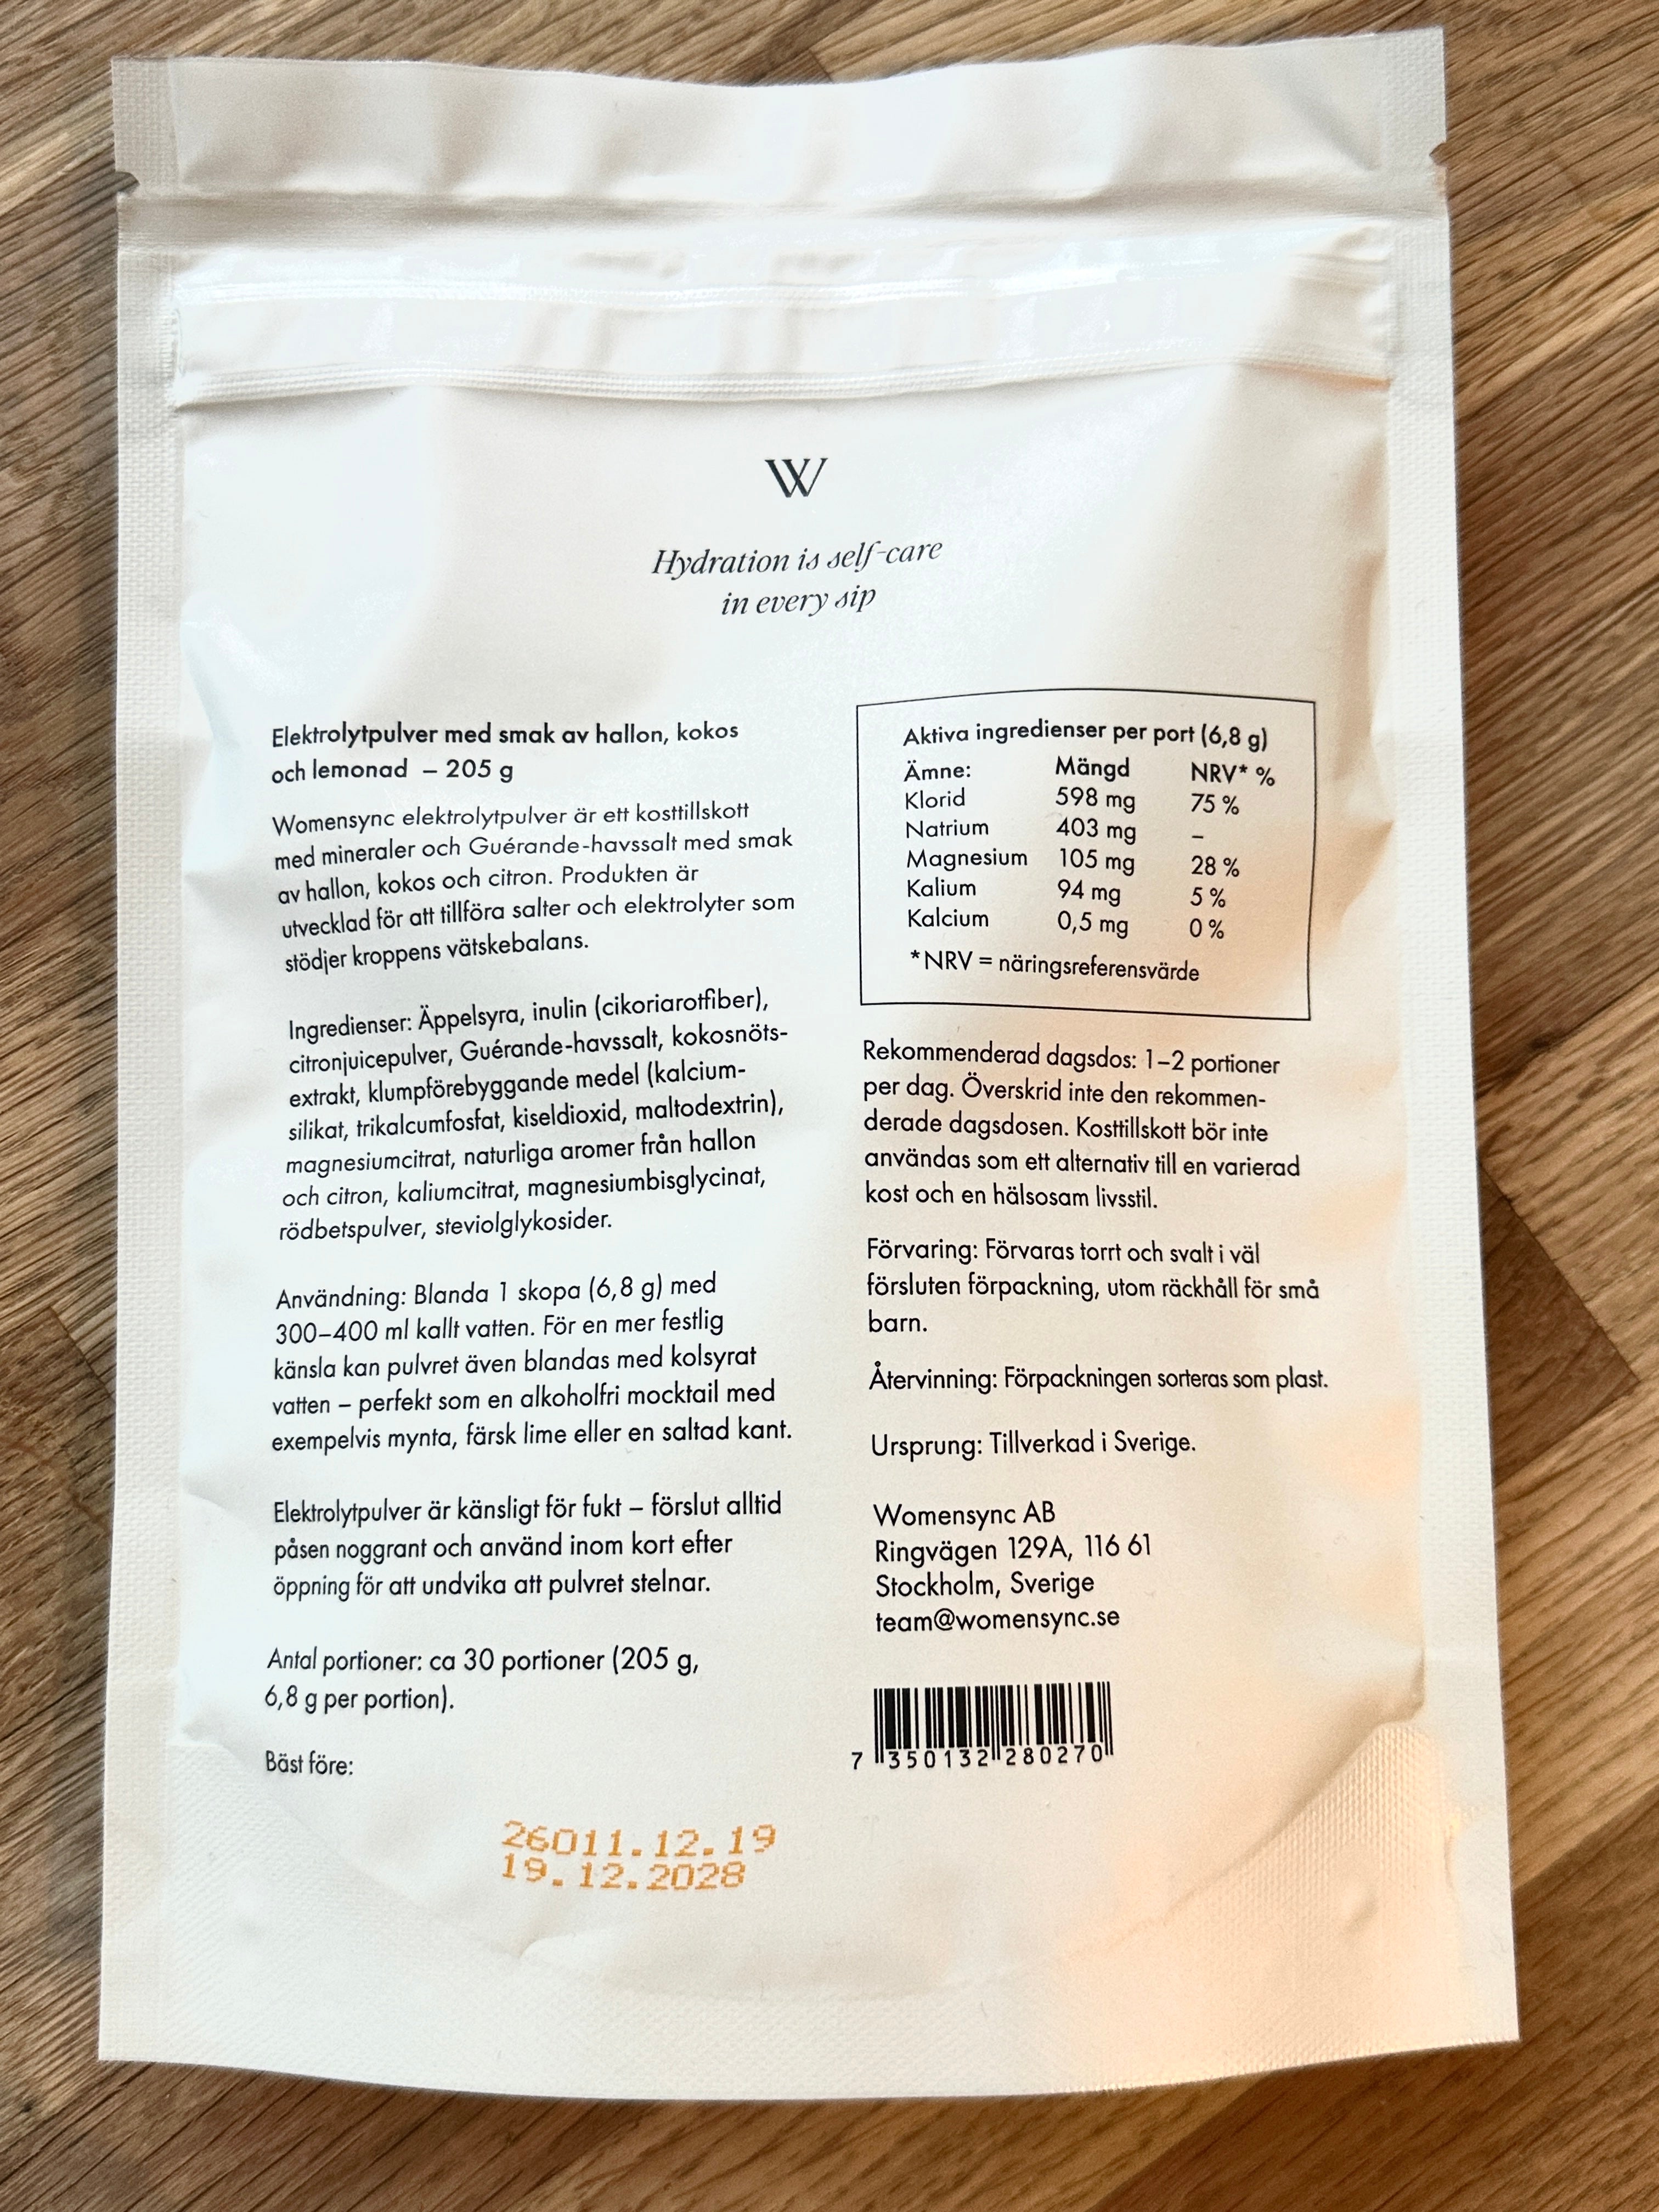 W
Hydration is self-care
in every sip
Elektrolytpulver med smak av hallon, kokos
och lemonad – 205 g
Womensync elektrolytpulver är ett kosttillskott
med mineraler och Guérande-havssalt med smak
av hallon, kokos och citron. Produkten är
utvecklad för att tillföra salter och elektrolyter som
stödjer kroppens vätskebalans.
Ingredienser: Äppelsyra, inulin (cikoriarotfiber),
citronjuicepulver, Guérande-havssalt, kokosnöts-
extrakt, klumpförebyggande medel (kalcium-
silikat, trikalcumfosfat, kiseldioxid, maltodextrin),
magnesiumcitrat, naturliga aromer från hallon
och citron, kaliumcitrat, magnesiumbisglycinat,
rödbetspulver, steviolglykosider.
Användning: Blanda 1 skopa (6,8 g) med
300–400 ml kallt vatten. För en mer festlig
känsla kan pulvret även blandas med kolsyrat
vatten – perfekt som en alkoholfri mocktail med
exempelvis mynta, färsk lime eller en saltad kant.
Elektrolytpulver är känsligt för fukt – förslut alltid
påsen noggrant och använd inom kort efter
öppning för att undvika att pulvret stelnar.
Antal portioner: ca 30 portioner (205 g,
6,8 g per portion).
Bäst före:
26011.12.19
19.12.2028
Aktiva ingredienser per port (6,8 g)
Ämne: Mängd NRV* %
Klorid 598 mg 75 %
Natrium 403 mg –
Magnesium 105 mg 28 %
Kalium 94 mg 5 %
Kalcium 0,5 mg 0 %
*NRV = näringsreferensvärde
Rekommenderad dagsdos: 1–2 portioner
per dag. Överskrid inte den rekommen-
derade dagsdosen. Kosttillskott bör inte
användas som ett alternativ till en varierad
kost och en hälsosam livsstil.
Förvaring: Förvaras torrt och svalt i väl
försluten förpackning, utom räckhåll för små
barn.
Återvinning: Förpackningen sorteras som plast.
Ursprung: Tillverkad i Sverige.
Womensync AB
Ringvägen 129A, 116 61
Stockholm, Sverige
team@womensync.se
7 350132 280270